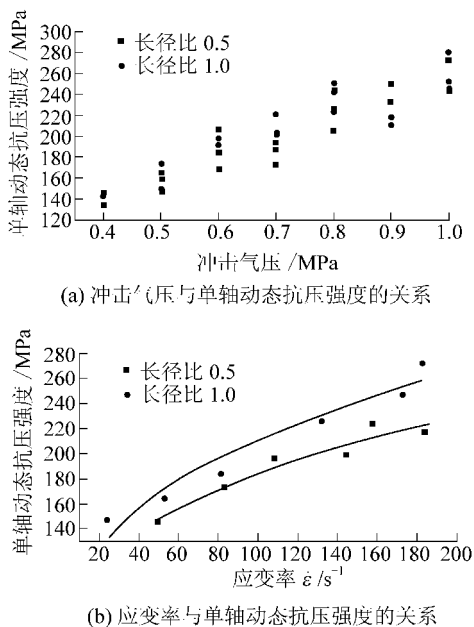 单轴动态抗压强度 /MPa
300
280
260
240
220
200
180
160
140
120
长径比 0.5
长径比 1.0
0.4 0.5 0.6 0.7 0.8 0.9 1.0
冲击气压 /MPa
(a) 冲击气压与单轴动态抗压强度的关系
单轴动态抗压强度 /MPa
280
260
240
220
200
180
160
140
长径比 0.5
长径比 1.0
20 40 60 80 100 120 140 160 180 200
应变率 ε̇ /s⁻¹
(b) 应变率与单轴动态抗压强度的关系